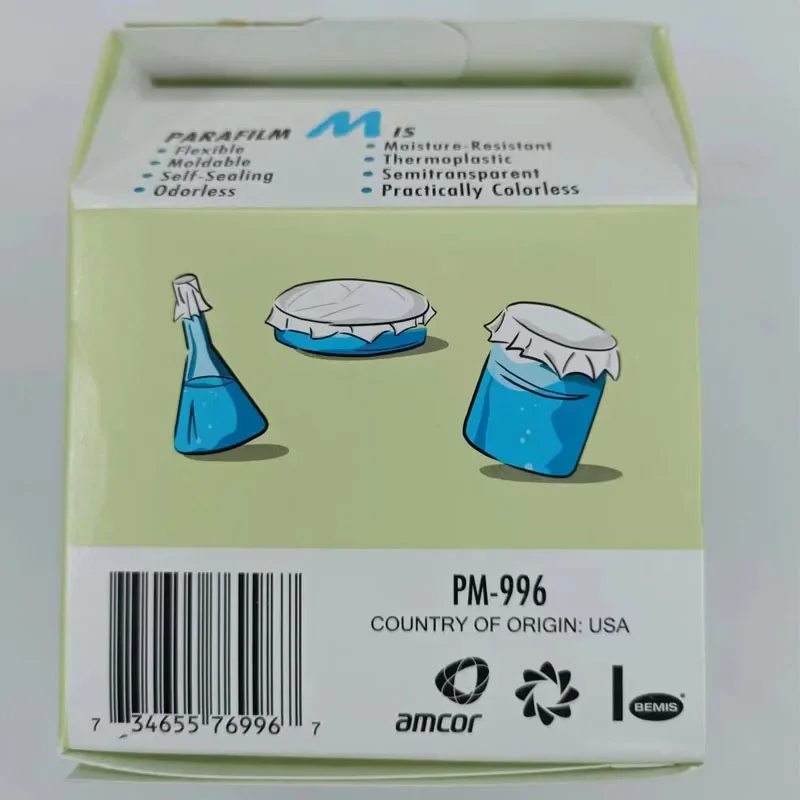 PARAFILM M IS
• Flexible
• Moldable
• Self-Sealing
• Odorless
• Moisture-Resistant
• Thermoplastic
• Semitransparent
• Practically Colorless
PM-996
COUNTRY OF ORIGIN: USA
amcor
BEMIS
7 34655 76996 7